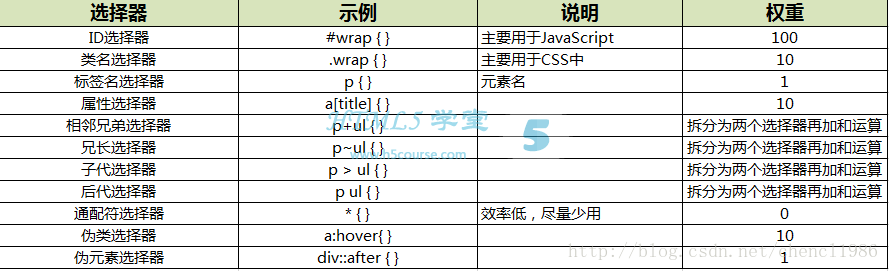 选择器 示例 说明 权重
ID选择器 #wrap { } 主要用于JavaScript 100
类名选择器 .wrap { } 主要用于CSS中 10
标签名选择器 p { } 元素名 1
属性选择器 a[title] { } 10
相邻兄弟选择器 p+ul { } 拆分为两个选择器再加和运算
兄长选择器 p~ul { } 拆分为两个选择器再加和运算
子代选择器 p > ul { } 拆分为两个选择器再加和运算
后代选择器 p ul { } 拆分为两个选择器再加和运算
通配符选择器 * { } 效率低，尽量少用 0
伪类选择器 a:hover{ } 10
伪元素选择器 div::after { } 1
HTML5 学堂 5
www.h5course.com